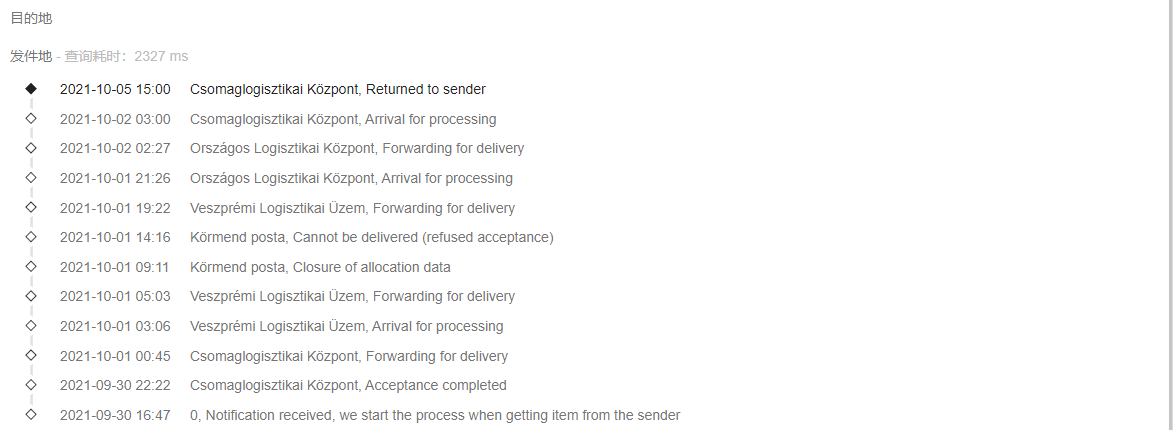 目的地
发件地 - 查询耗时：2327 ms
2021-10-05 15:00 Csomaglogisztikai Központ, Returned to sender
2021-10-02 03:00 Csomaglogisztikai Központ, Arrival for processing
2021-10-02 02:27 Országos Logisztikai Központ, Forwarding for delivery
2021-10-01 21:26 Országos Logisztikai Központ, Arrival for processing
2021-10-01 19:22 Veszprémi Logisztikai Üzem, Forwarding for delivery
2021-10-01 14:16 Körmend posta, Cannot be delivered (refused acceptance)
2021-10-01 09:11 Körmend posta, Closure of allocation data
2021-10-01 05:03 Veszprémi Logisztikai Üzem, Forwarding for delivery
2021-10-01 03:06 Veszprémi Logisztikai Üzem, Arrival for processing
2021-10-01 00:45 Csomaglogisztikai Központ, Forwarding for delivery
2021-09-30 22:22 Csomaglogisztikai Központ, Acceptance completed
2021-09-30 16:47 0, Notification received, we start the process when getting item from the sender